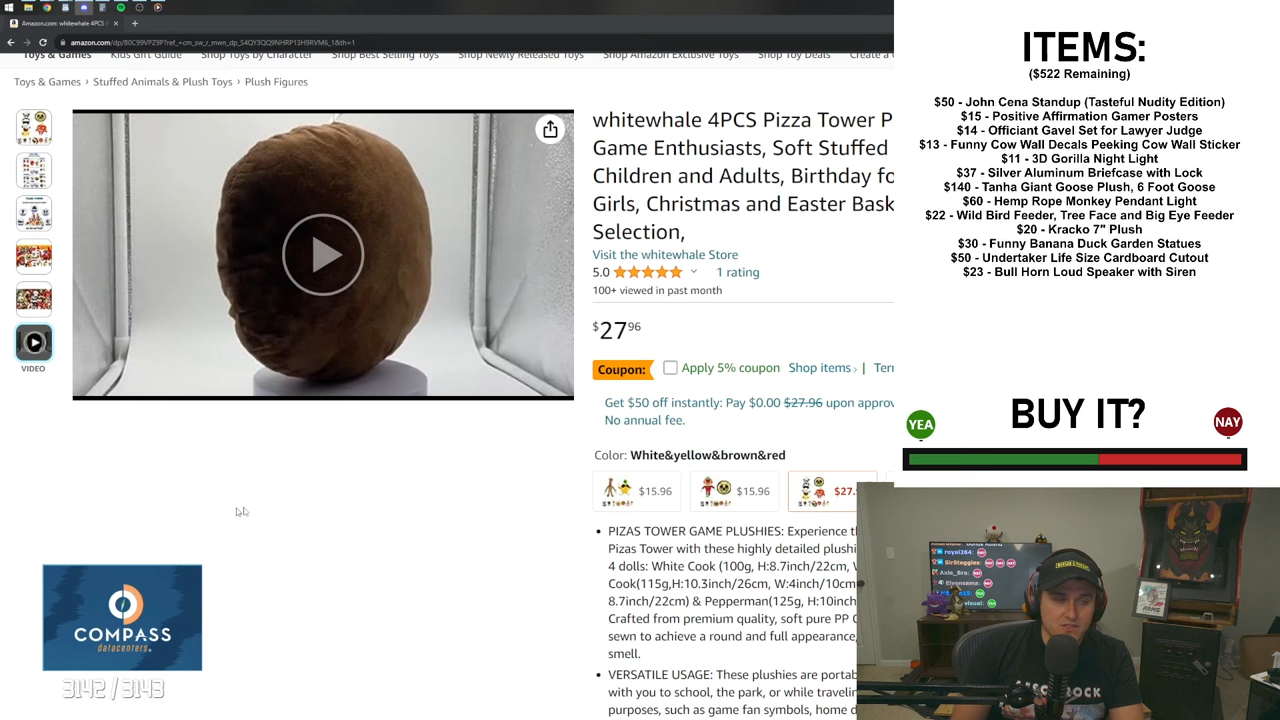 Amazon.com: whitewhale 4PCS
amazon.com/dp/B0C99VPZ9P?ref_=cm_sw_r_mwn_dp_S4QY3QQ9NHRP13H9RVM6_1&th=1
Toys & Games Kids Gift Guide Shop Toys by Character Shop Best Selling Toys Shop Newly Released Toys Shop Amazon Exclusive Toys Shop Toy Deals Create a
Toys & Games › Stuffed Animals & Plush Toys › Plush Figures
VIDEO
whitewhale 4PCS Pizza Tower P
Game Enthusiasts, Soft Stuffed
Children and Adults, Birthday fo
Girls, Christmas and Easter Bask
Selection,
Visit the whitewhale Store
5.0 1 rating
100+ viewed in past month
$27 96
Coupon: Apply 5% coupon Shop items › | Terr
Get $50 off instantly: Pay $0.00 $27.96 upon approv
No annual fee.
Color: White&yellow&brown&red
$15.96 $15.96 $27.
• PIZAS TOWER GAME PLUSHIES: Experience th
Pizas Tower with these highly detailed plushi
4 dolls: White Cook (100g, H:8.7inch/22cm, W
Cook(115g,H:10.3inch/26cm, W:4inch/10cm
8.7inch/22cm) & Pepperman(125g, H:10inch
Crafted from premium quality, soft pure PP C
sewn to achieve a round and full appearance,
smell.
• VERSATILE USAGE: These plushies are portab
with you to school, the park, or while travelin
purposes, such as game fan symbols, home d
COMPASS
datacenters.
3142 / 3143
ITEMS:
($522 Remaining)
$50 - John Cena Standup (Tasteful Nudity Edition)
$15 - Positive Affirmation Gamer Posters
$14 - Officiant Gavel Set for Lawyer Judge
$13 - Funny Cow Wall Decals Peeking Cow Wall Sticker
$11 - 3D Gorilla Night Light
$37 - Silver Aluminum Briefcase with Lock
$140 - Tanha Giant Goose Plush, 6 Foot Goose
$60 - Hemp Rope Monkey Pendant Light
$22 - Wild Bird Feeder, Tree Face and Big Eye Feeder
$20 - Kracko 7" Plush
$30 - Funny Banana Duck Garden Statues
$50 - Undertaker Life Size Cardboard Cutout
$23 - Bull Horn Loud Speaker with Siren
BUY IT?
YEA
NAY
royal264:
SirSteggies:
Axle_Bro:
Elvensama: